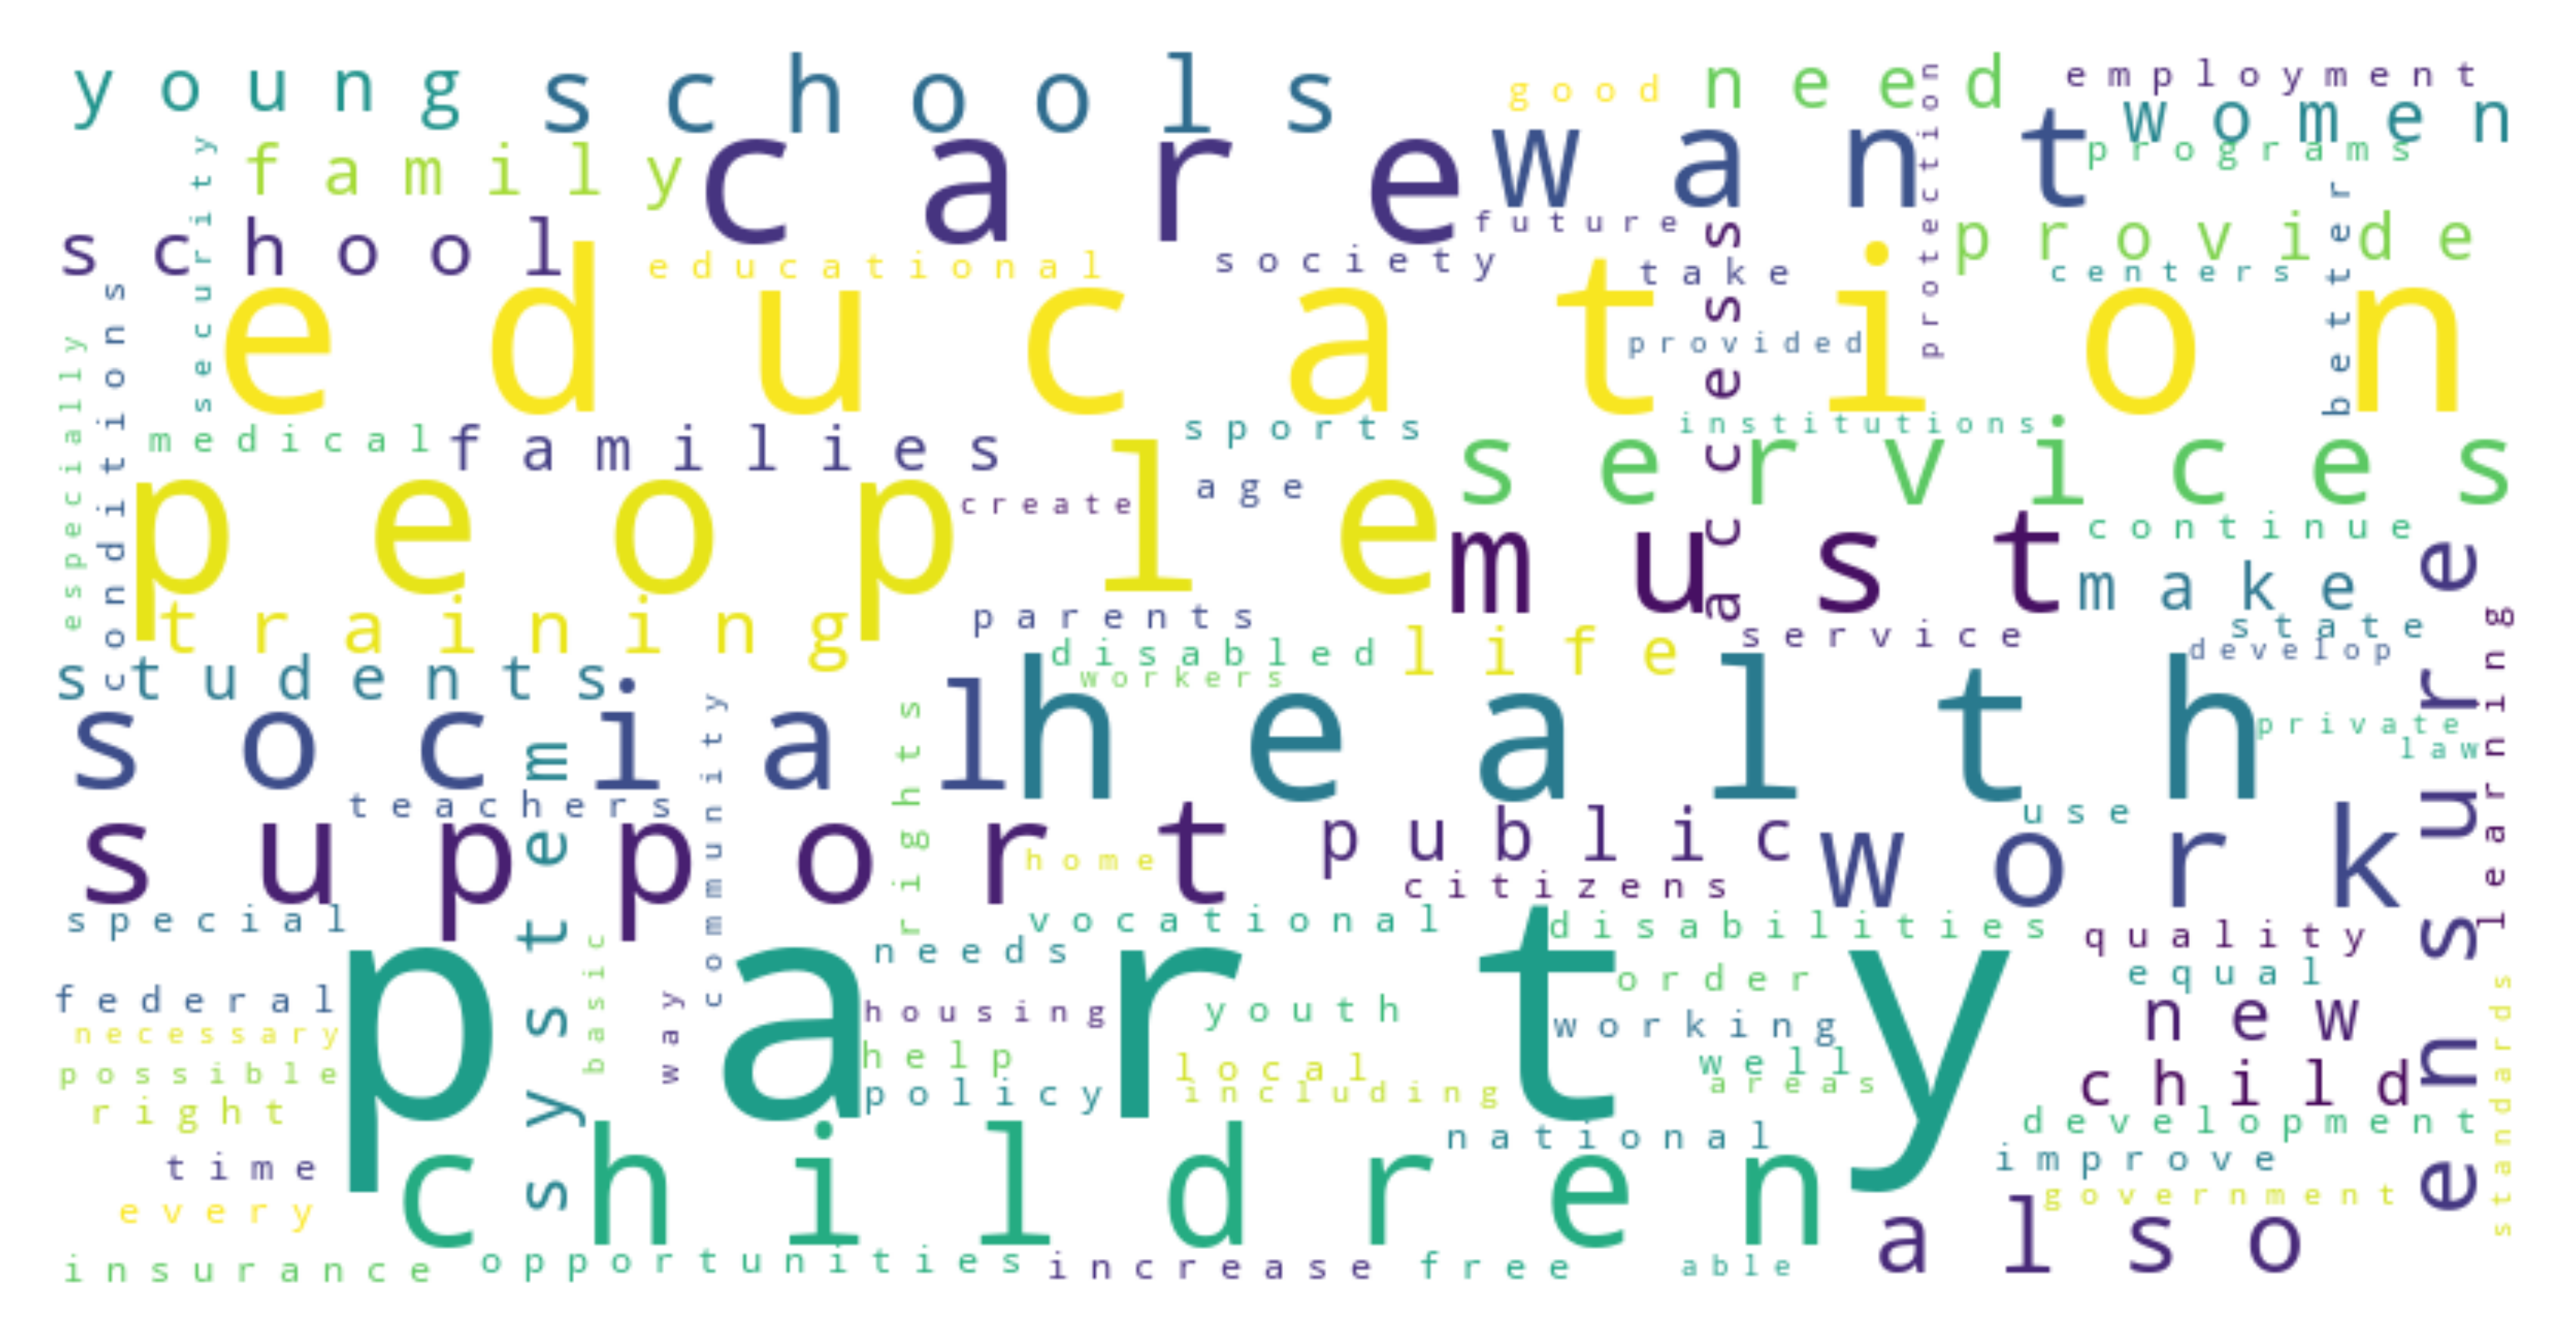 young schools good need employment
women
programs
family care want protection
security
school future provide
educational society take centers
better
conditions
education
access
provided
especially
medical families sports institutions
services
people create age
must continue
make
training parents service state
disabled life develop
workers
students
learning
ensure
social health private
law
community rights
system
teachers use
support home public work
citizens
special vocational disabilities quality
needs equal
basic
party order
federal way housing youth working new
necessary help well
possible policy local areas child
including
right development
standards
children national improve
time
every government
also
insurance opportunities increase free able